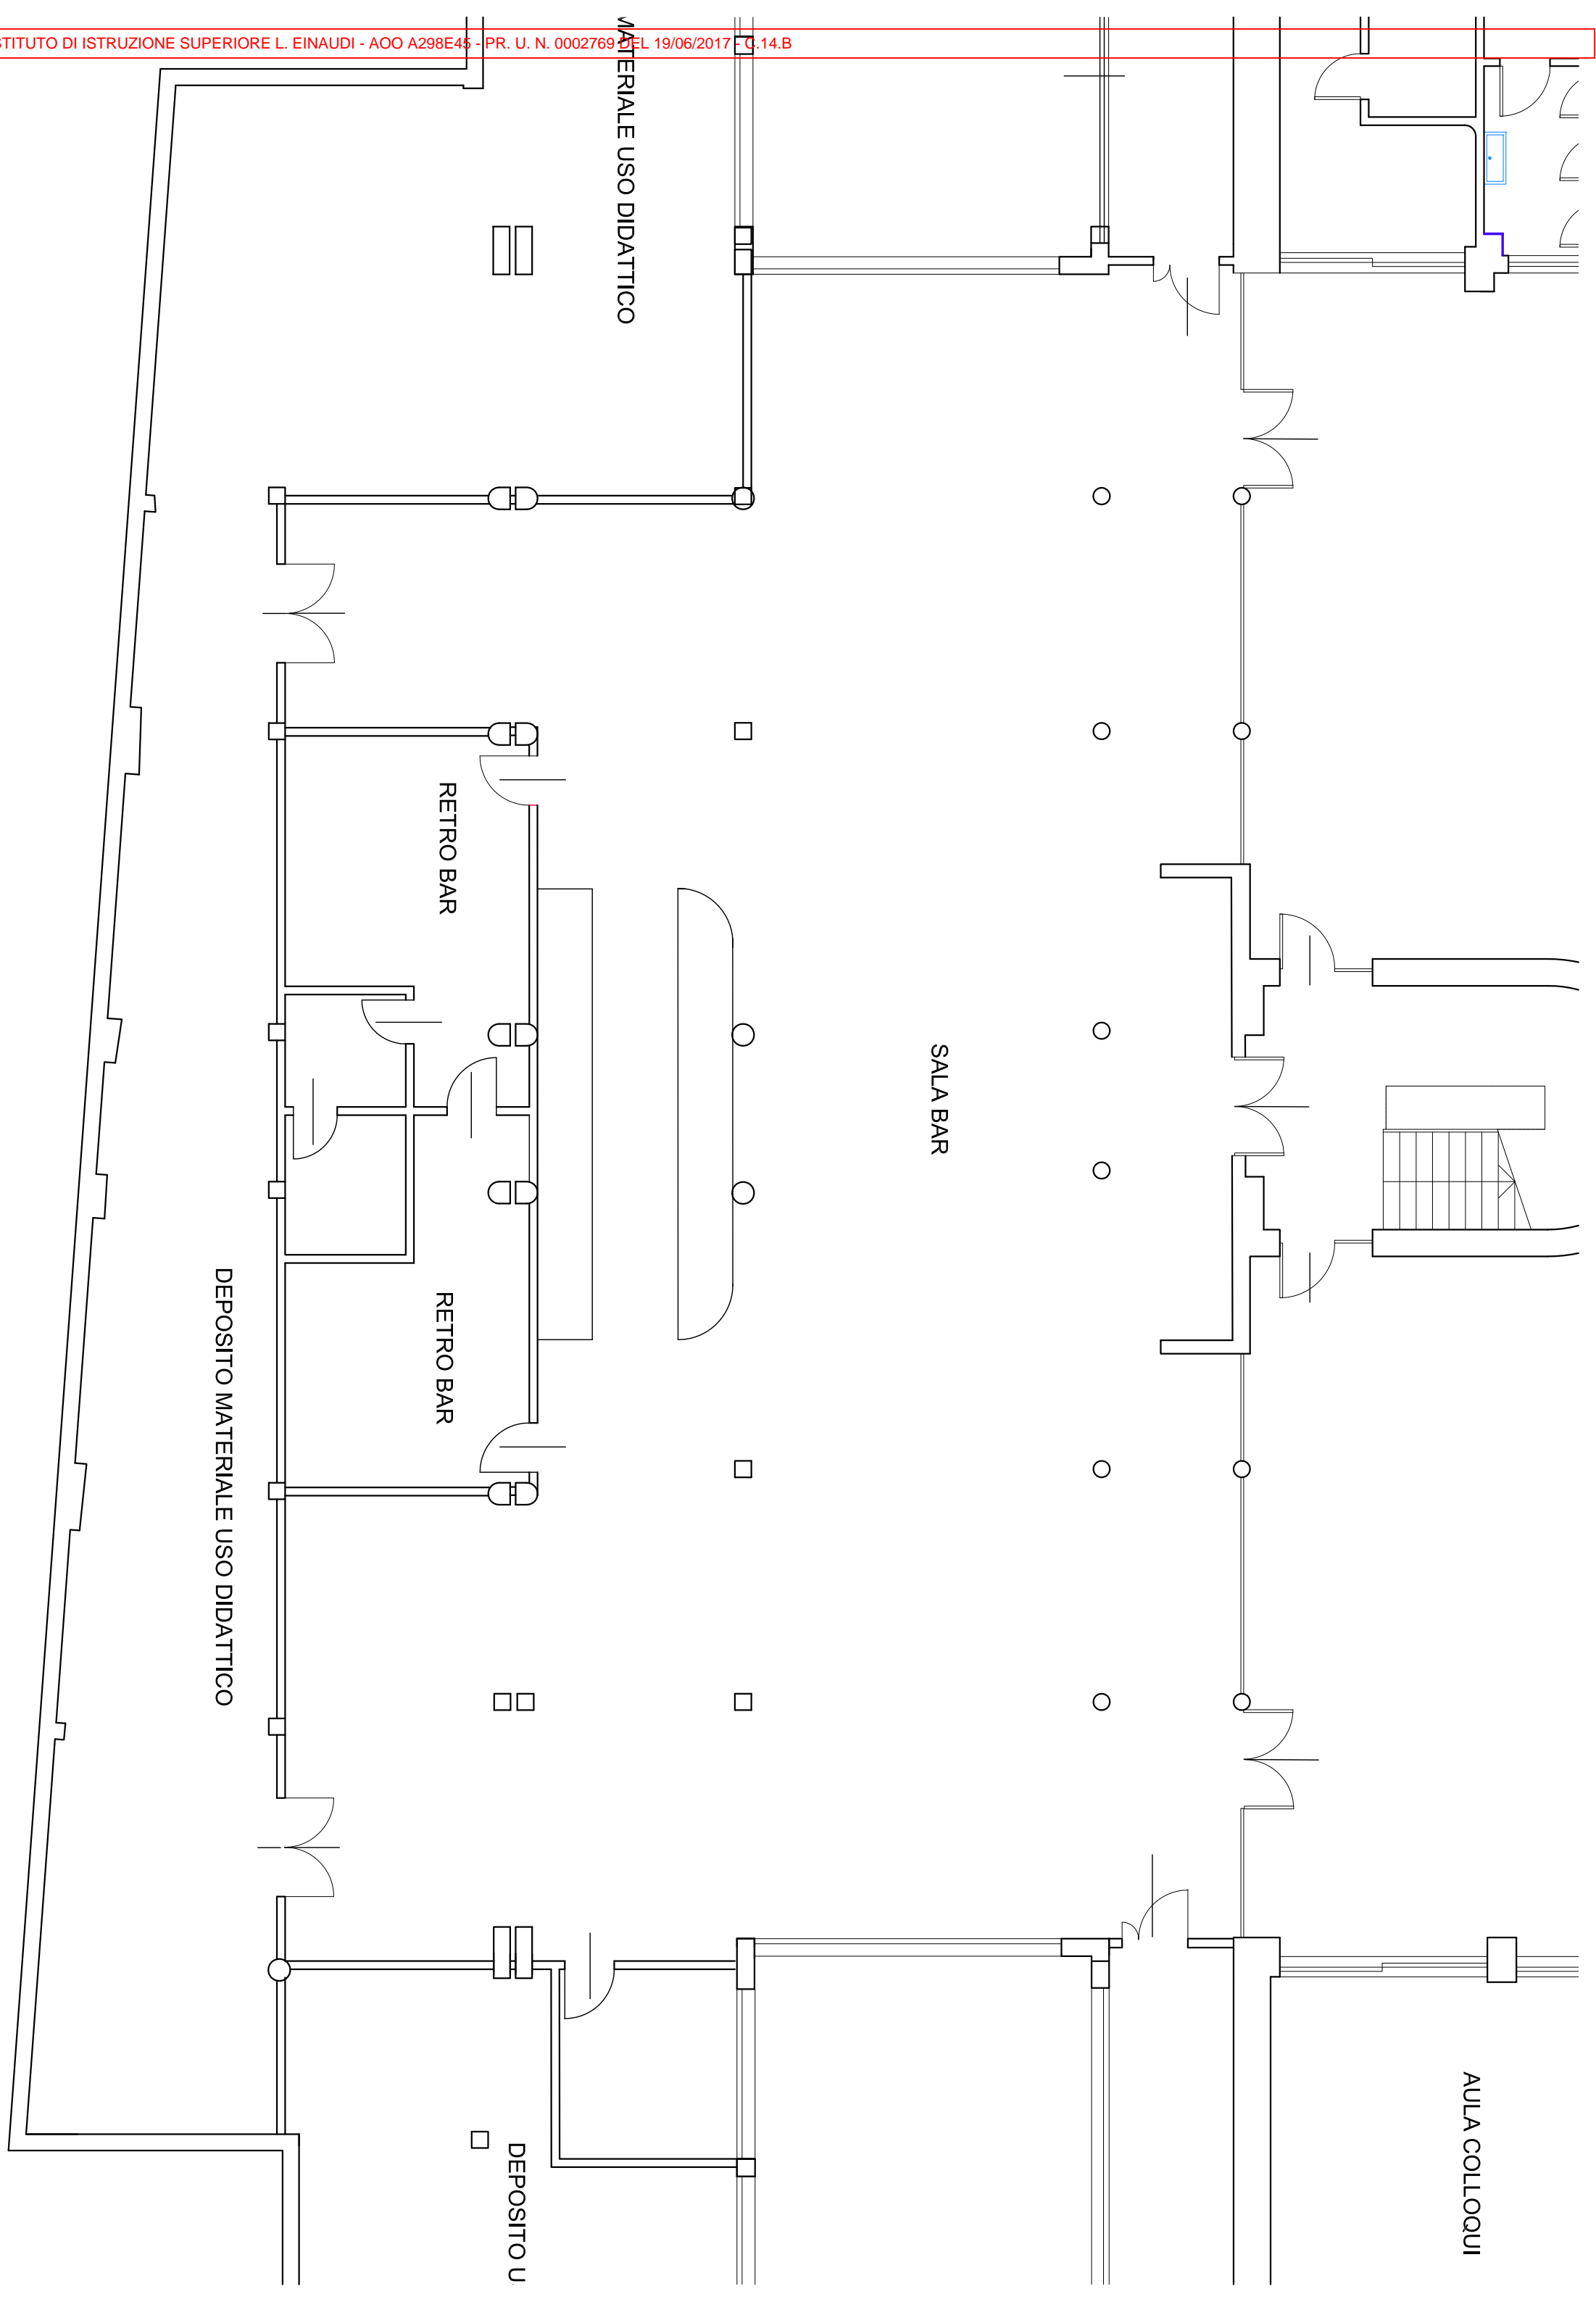 STITUTO DI ISTRUZIONE SUPERIORE L. EINAUDI - AOO A298E45 - PR. U. N. 0002769 DEL 19/06/2017 - C.14.B
MATERIALE USO DIDATTICO
RETRO BAR
SALA BAR
RETRO BAR
DEPOSITO MATERIALE USO DIDATTICO
AULA COLLOQUI
DEPOSITO U